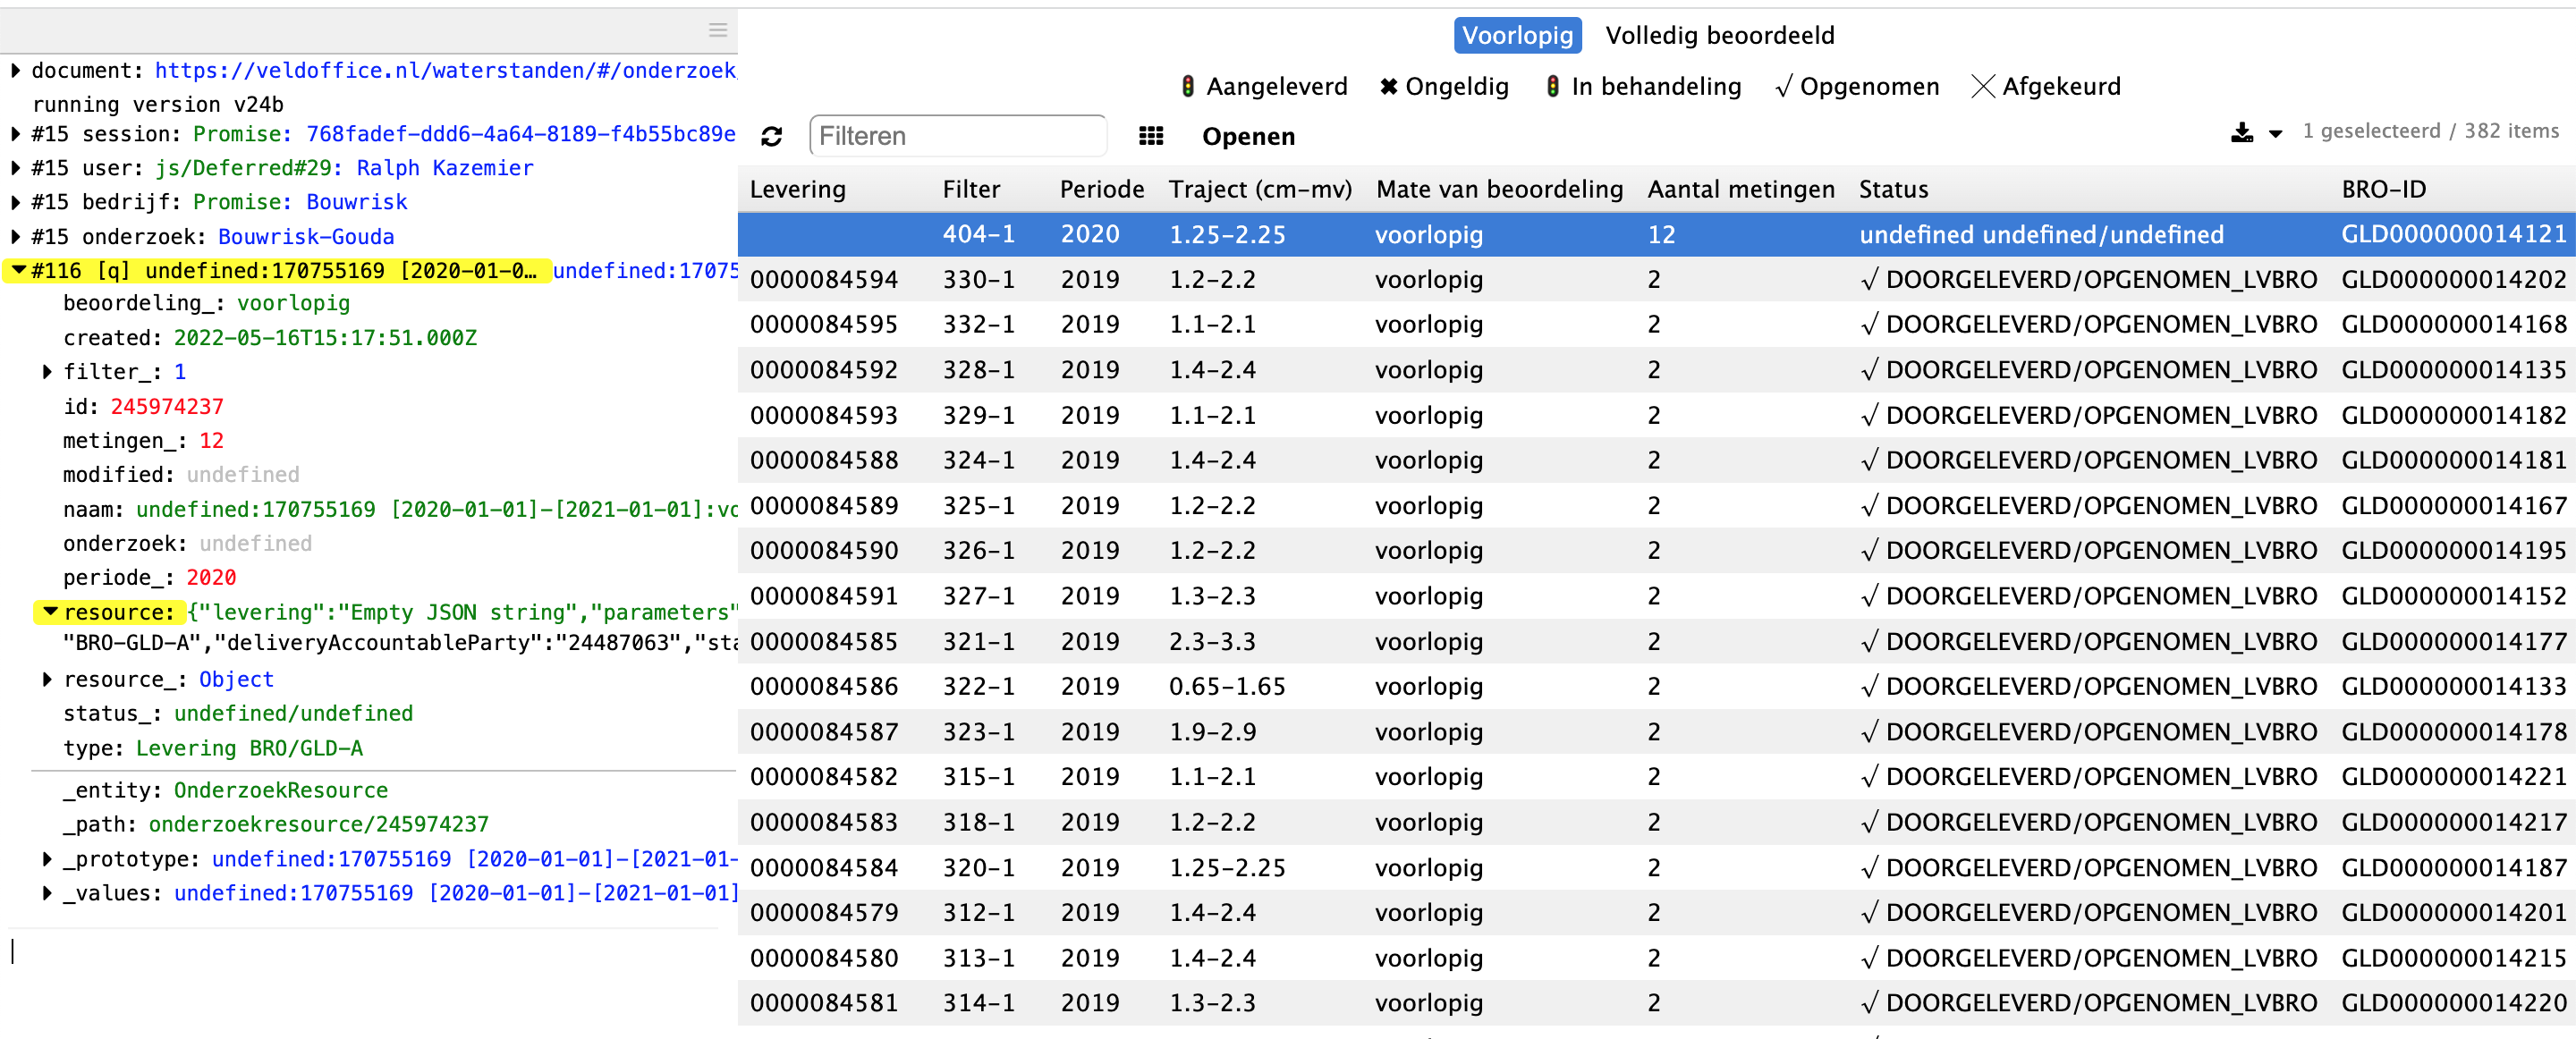 document: https://veldoffice.nl/waterstanden/#/onderzoek
running version v24b
#15 session: Promise: 768fadef-ddd6-4a64-8189-f4b55bc89e
#15 user: js/Deferred#29: Ralph Kazemier
#15 bedrijf: Promise: Bouwrisk
#15 onderzoek: Bouwrisk-Gouda
#116 [q] undefined:170755169 [2020-01-0… undefined:17075
beoordeling_: voorlopig
created: 2022-05-16T15:17:51.000Z
filter_: 1
id: 245974237
metingen_: 12
modified: undefined
naam: undefined:170755169 [2020-01-01]-[2021-01-01]:vo
onderzoek: undefined
periode_: 2020
resource: {"levering":"Empty JSON string","parameters"
"BRO-GLD-A","deliveryAccountableParty":"24487063","sta
resource_: Object
status_: undefined/undefined
type: Levering BRO/GLD-A
_entity: OnderzoekResource
_path: onderzoekresource/245974237
_prototype: undefined:170755169 [2020-01-01]-[2021-01-
_values: undefined:170755169 [2020-01-01]-[2021-01-01]
Voorlopig Volledig beoordeeld
Aangeleverd ✖ Ongeldig In behandeling √ Opgenomen ╳ Afgekeurd
Filteren Openen 1 geselecteerd / 382 items
Levering Filter Periode Traject (cm-mv) Mate van beoordeling Aantal metingen Status BRO-ID
404-1 2020 1.25-2.25 voorlopig 12 undefined undefined/undefined GLD000000014121
0000084594 330-1 2019 1.2-2.2 voorlopig 2 √ DOORGELEVERD/OPGENOMEN_LVBRO GLD000000014202
0000084595 332-1 2019 1.1-2.1 voorlopig 2 √ DOORGELEVERD/OPGENOMEN_LVBRO GLD000000014168
0000084592 328-1 2019 1.4-2.4 voorlopig 2 √ DOORGELEVERD/OPGENOMEN_LVBRO GLD000000014135
0000084593 329-1 2019 1.1-2.1 voorlopig 2 √ DOORGELEVERD/OPGENOMEN_LVBRO GLD000000014182
0000084588 324-1 2019 1.4-2.4 voorlopig 2 √ DOORGELEVERD/OPGENOMEN_LVBRO GLD000000014181
0000084589 325-1 2019 1.2-2.2 voorlopig 2 √ DOORGELEVERD/OPGENOMEN_LVBRO GLD000000014167
0000084590 326-1 2019 1.2-2.2 voorlopig 2 √ DOORGELEVERD/OPGENOMEN_LVBRO GLD000000014195
0000084591 327-1 2019 1.3-2.3 voorlopig 2 √ DOORGELEVERD/OPGENOMEN_LVBRO GLD000000014152
0000084585 321-1 2019 2.3-3.3 voorlopig 2 √ DOORGELEVERD/OPGENOMEN_LVBRO GLD000000014177
0000084586 322-1 2019 0.65-1.65 voorlopig 2 √ DOORGELEVERD/OPGENOMEN_LVBRO GLD000000014133
0000084587 323-1 2019 1.9-2.9 voorlopig 2 √ DOORGELEVERD/OPGENOMEN_LVBRO GLD000000014178
0000084582 315-1 2019 1.1-2.1 voorlopig 2 √ DOORGELEVERD/OPGENOMEN_LVBRO GLD000000014221
0000084583 318-1 2019 1.2-2.2 voorlopig 2 √ DOORGELEVERD/OPGENOMEN_LVBRO GLD000000014217
0000084584 320-1 2019 1.25-2.25 voorlopig 2 √ DOORGELEVERD/OPGENOMEN_LVBRO GLD000000014187
0000084579 312-1 2019 1.4-2.4 voorlopig 2 √ DOORGELEVERD/OPGENOMEN_LVBRO GLD000000014201
0000084580 313-1 2019 1.4-2.4 voorlopig 2 √ DOORGELEVERD/OPGENOMEN_LVBRO GLD000000014215
0000084581 314-1 2019 1.3-2.3 voorlopig 2 √ DOORGELEVERD/OPGENOMEN_LVBRO GLD000000014220